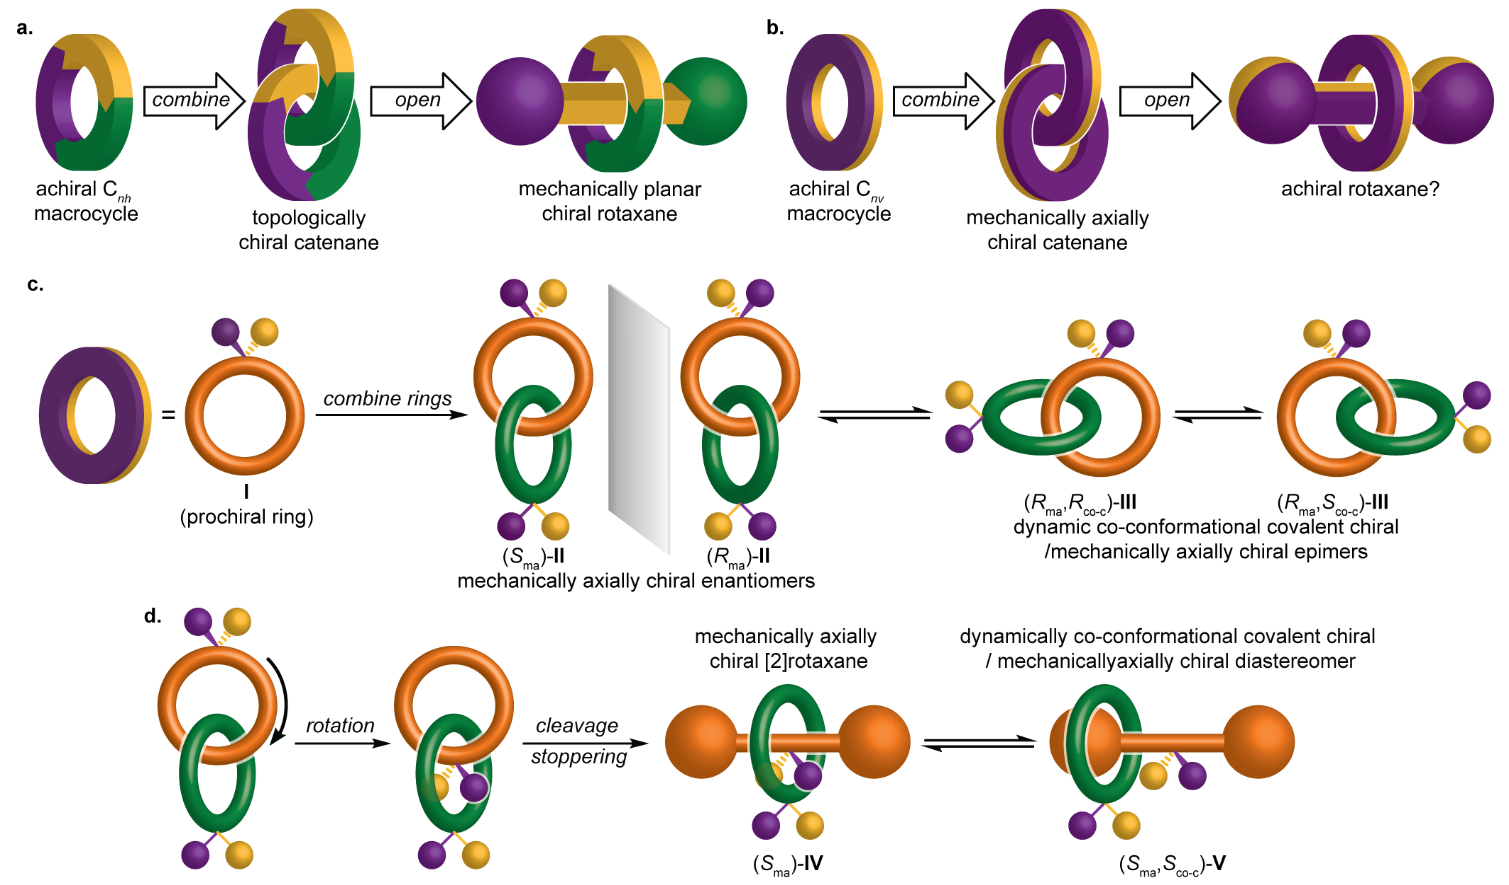 a.
combine
open
achiral Cnh
macrocycle
topologically
chiral catenane
mechanically planar
chiral rotaxane
b.
combine
open
achiral Cnv
macrocycle
mechanically axially
chiral catenane
achiral rotaxane?
c.
=
I
(prochiral ring)
combine rings
(Sma)-II
(Rma)-II
mechanically axially chiral enantiomers
(Rma,Rco-c)-III
(Rma,Sco-c)-III
dynamic co-conformational covalent chiral
/mechanically axially chiral epimers
d.
rotation
cleavage
stoppering
mechanically axially
chiral [2]rotaxane
(Sma)-IV
dynamically co-conformational covalent chiral
/ mechanicallyaxially chiral diastereomer
(Sma,Sco-c)-V